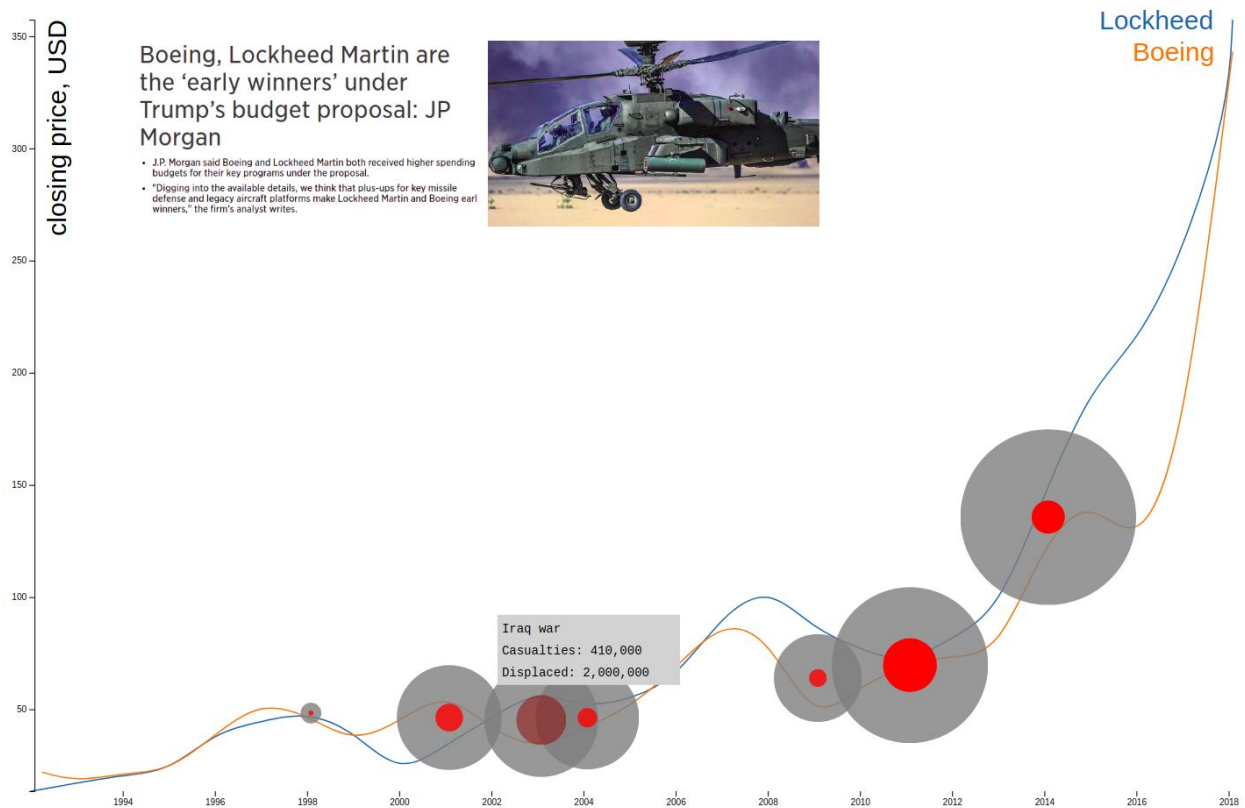 closing price, USD
Lockheed
Boeing
Boeing, Lockheed Martin are
the ‘early winners’ under
Trump’s budget proposal: JP
Morgan
• J.P. Morgan said Boeing and Lockheed Martin both received higher spending
budgets for their key programs under the proposal.
• "Digging into the available details, we think that plus-ups for key missile
defense and legacy aircraft platforms make Lockheed Martin and Boeing earl
winners," the firm's analyst writes.
350
300
250
200
150
100
50
Iraq war
Casualties: 410,000
Displaced: 2,000,000
1994
1996
1998
2000
2002
2004
2006
2008
2010
2012
2014
2016
2018